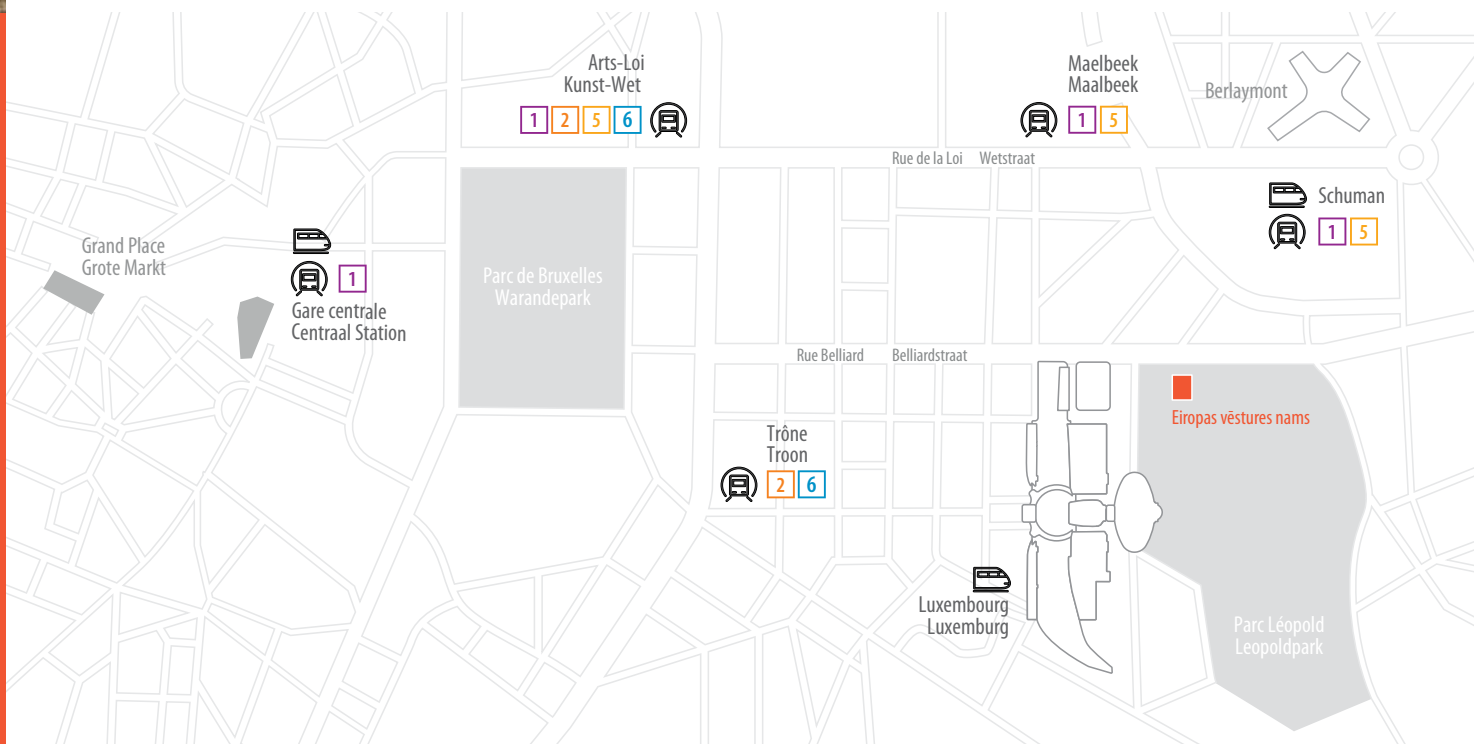 Arts-Loi
Kunst-Wet
1 2 5 6
Maelbeek
Maalbeek
1 5
Berlaymont
Rue de la Loi Wetstraat
Schuman
1 5
Grand Place
Grote Markt
1
Gare centrale
Centraal Station
Parc de Bruxelles
Warandepark
Rue Belliard Belliardstraat
Eiropas vēstures nams
Trône
Troon
2 6
Luxembourg
Luxemburg
Parc Léopold
Leopoldpark